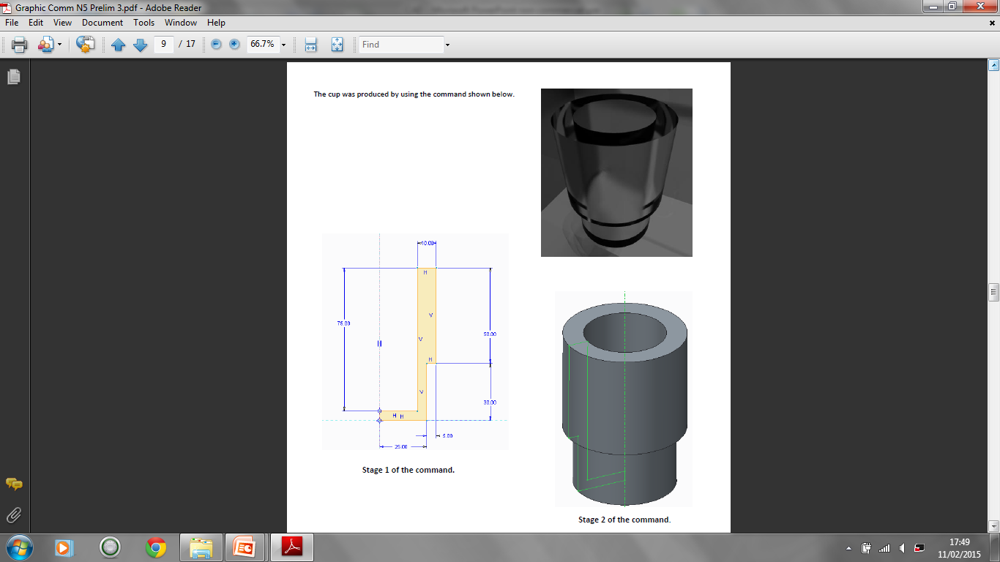 Graphic Comm N5 Prelim 3.pdf - Adobe Reader
File Edit View Document Tools Window Help
9 / 17 66.7% Find
The cup was produced by using the command shown below.
10.00
H
V
75.00
50.00
V
H
V
30.00
H H
5.00
25.00
Stage 1 of the command.
Stage 2 of the command.
17:49
11/02/2015